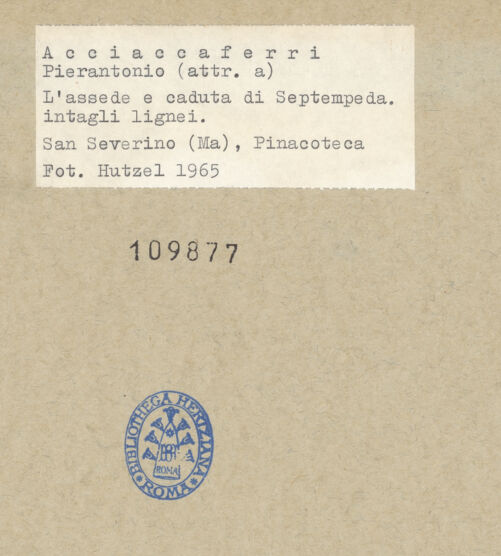 Acciaccaferri
Pierantonio (attr. a)
L'assede e caduta di Septempeda.
intagli lignei.
San Severino (Ma), Pinacoteca
Fot. Hutzel 1965
109877
BIBLIOTHECA HERTZIANA
ROMA